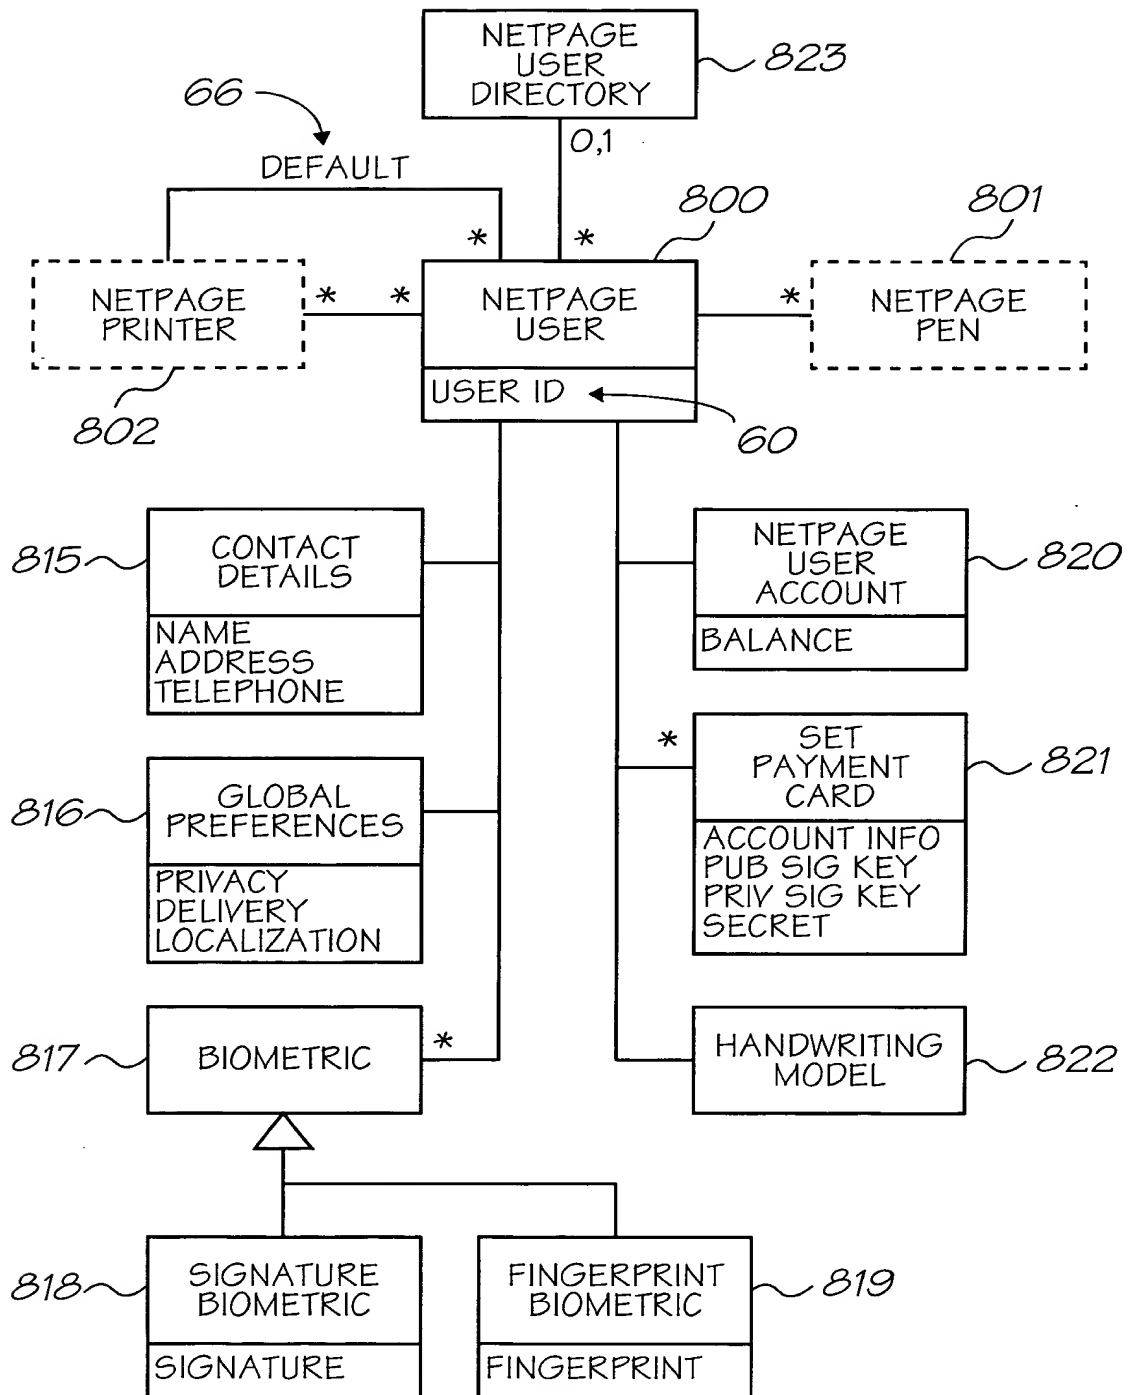 NETPAGE
USER
DIRECTORY
823
66
0,1
DEFAULT
800
801
*
*
NETPAGE
PRINTER
*
*
NETPAGE
USER
*
NETPAGE
PEN
802
USER ID
60
815
CONTACT
DETAILS
NAME
ADDRESS
TELEPHONE
NETPAGE
USER
ACCOUNT
820
BALANCE
816
GLOBAL
PREFERENCES
PRIVACY
DELIVERY
LOCALIZATION
*
SET
PAYMENT
CARD
821
ACCOUNT INFO
PUB SIG KEY
PRIV SIG KEY
SECRET
817
BIOMETRIC
*
HANDWRITING
MODEL
822
818
SIGNATURE
BIOMETRIC
SIGNATURE
FINGERPRINT
BIOMETRIC
819
FINGERPRINT